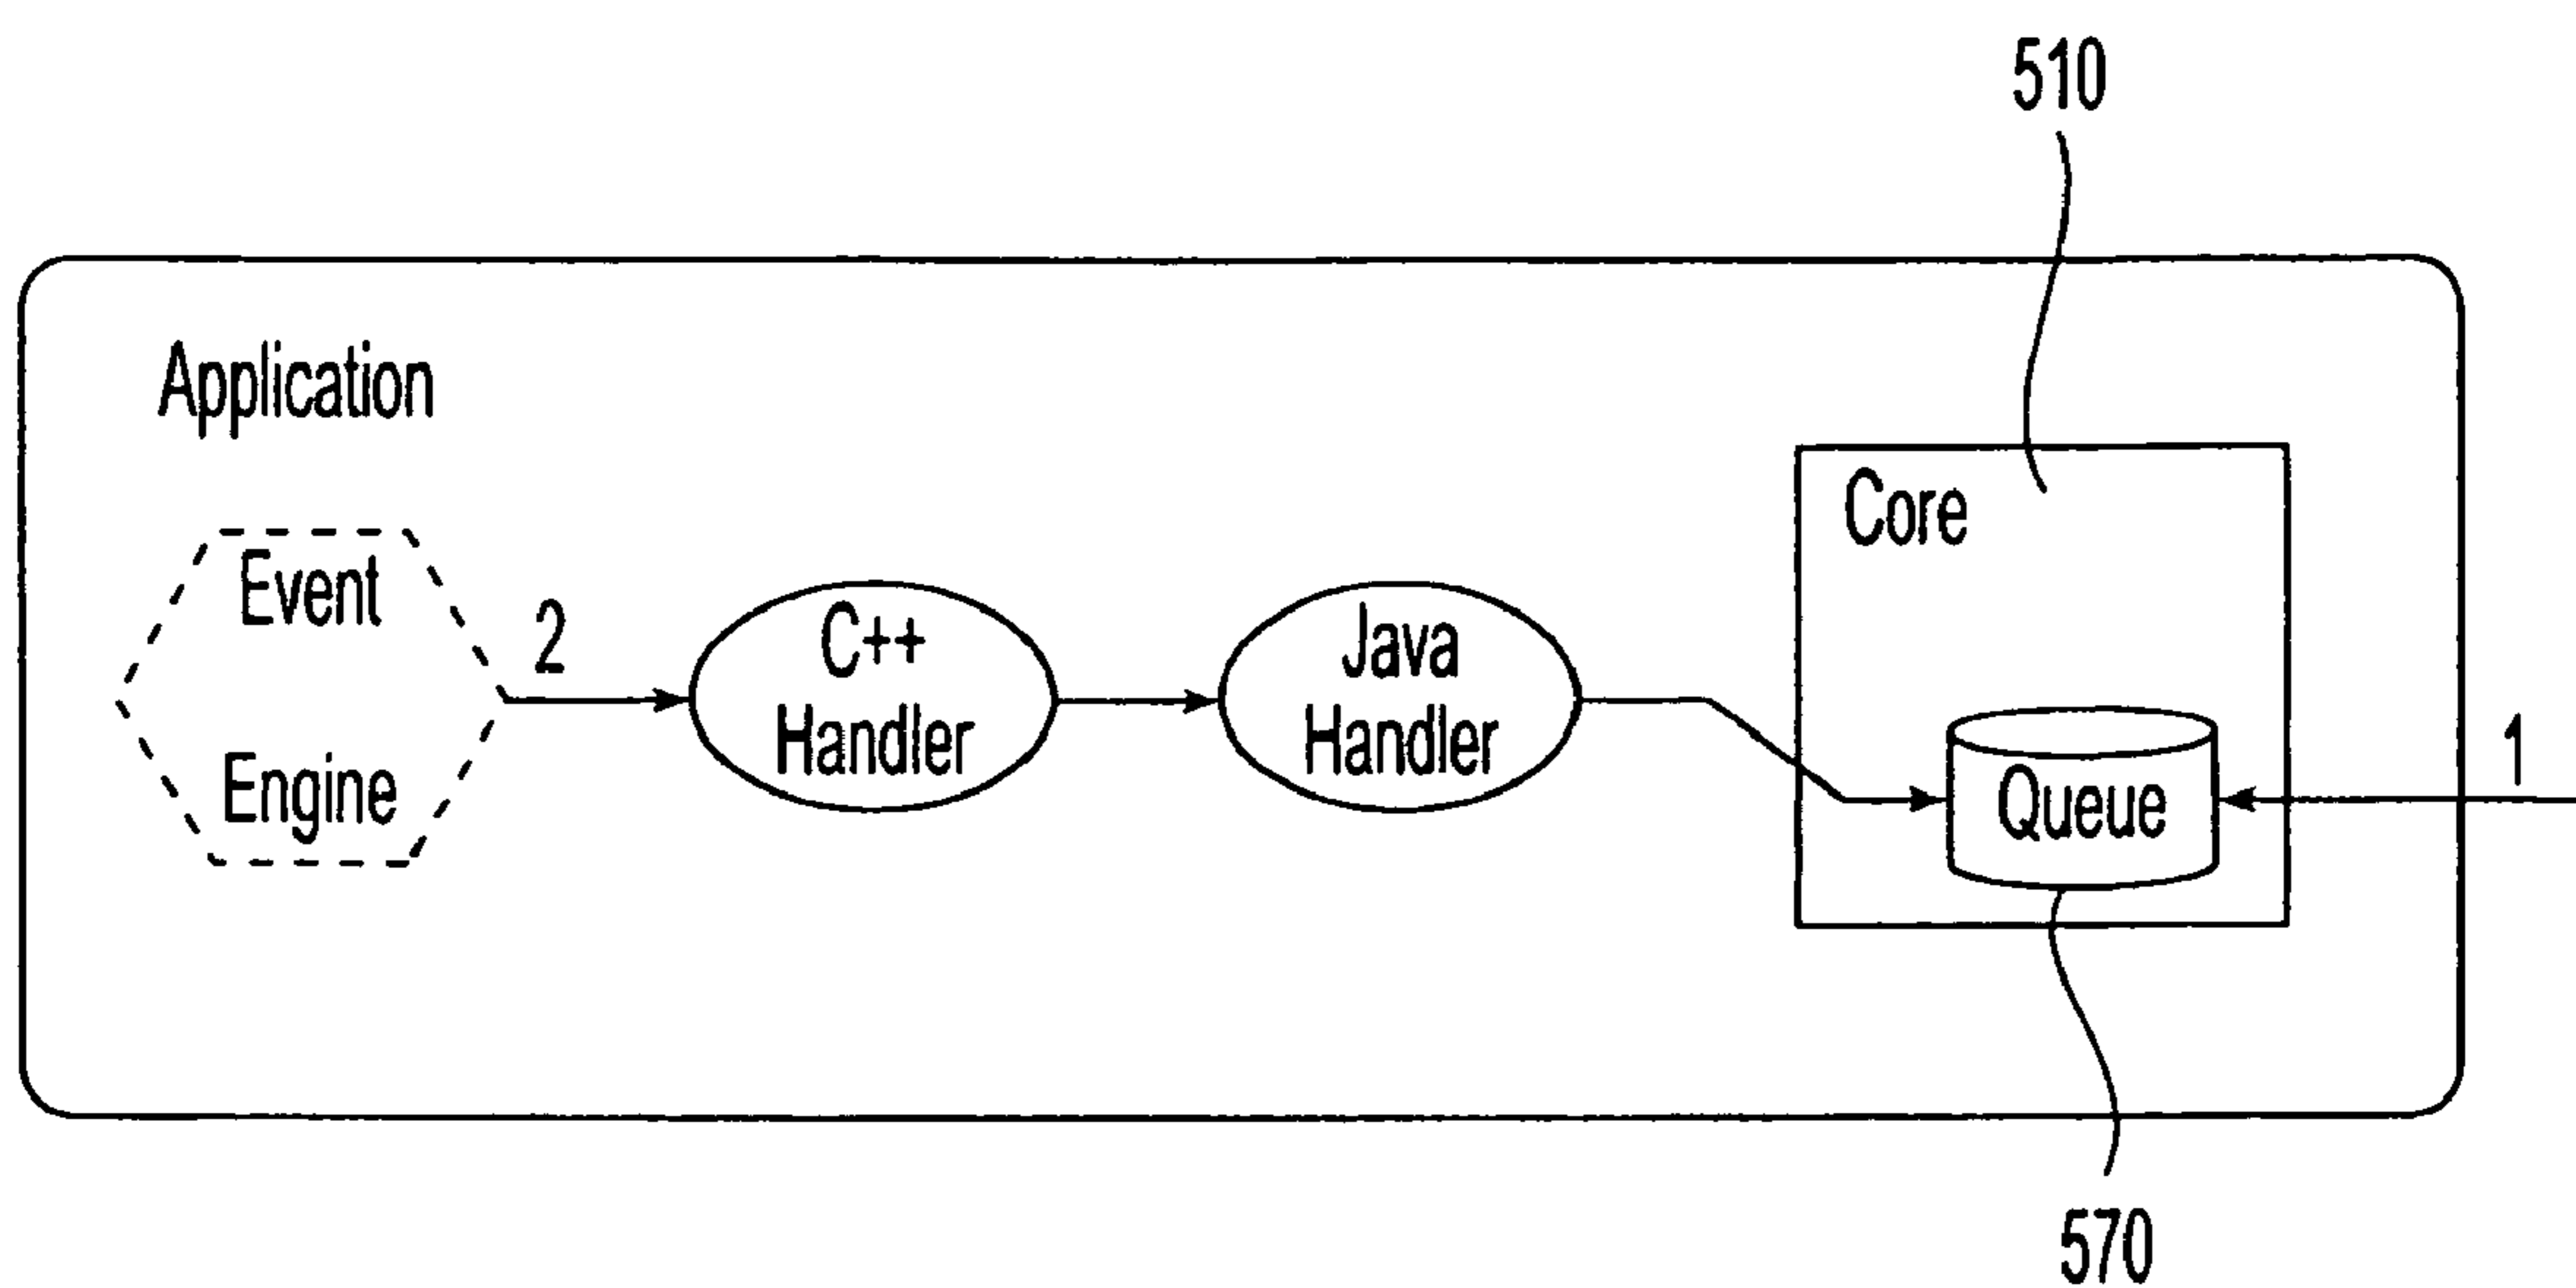 510
Application
Core
Event
Engine
2
C++
Handler
Java
Handler
Queue
1
570